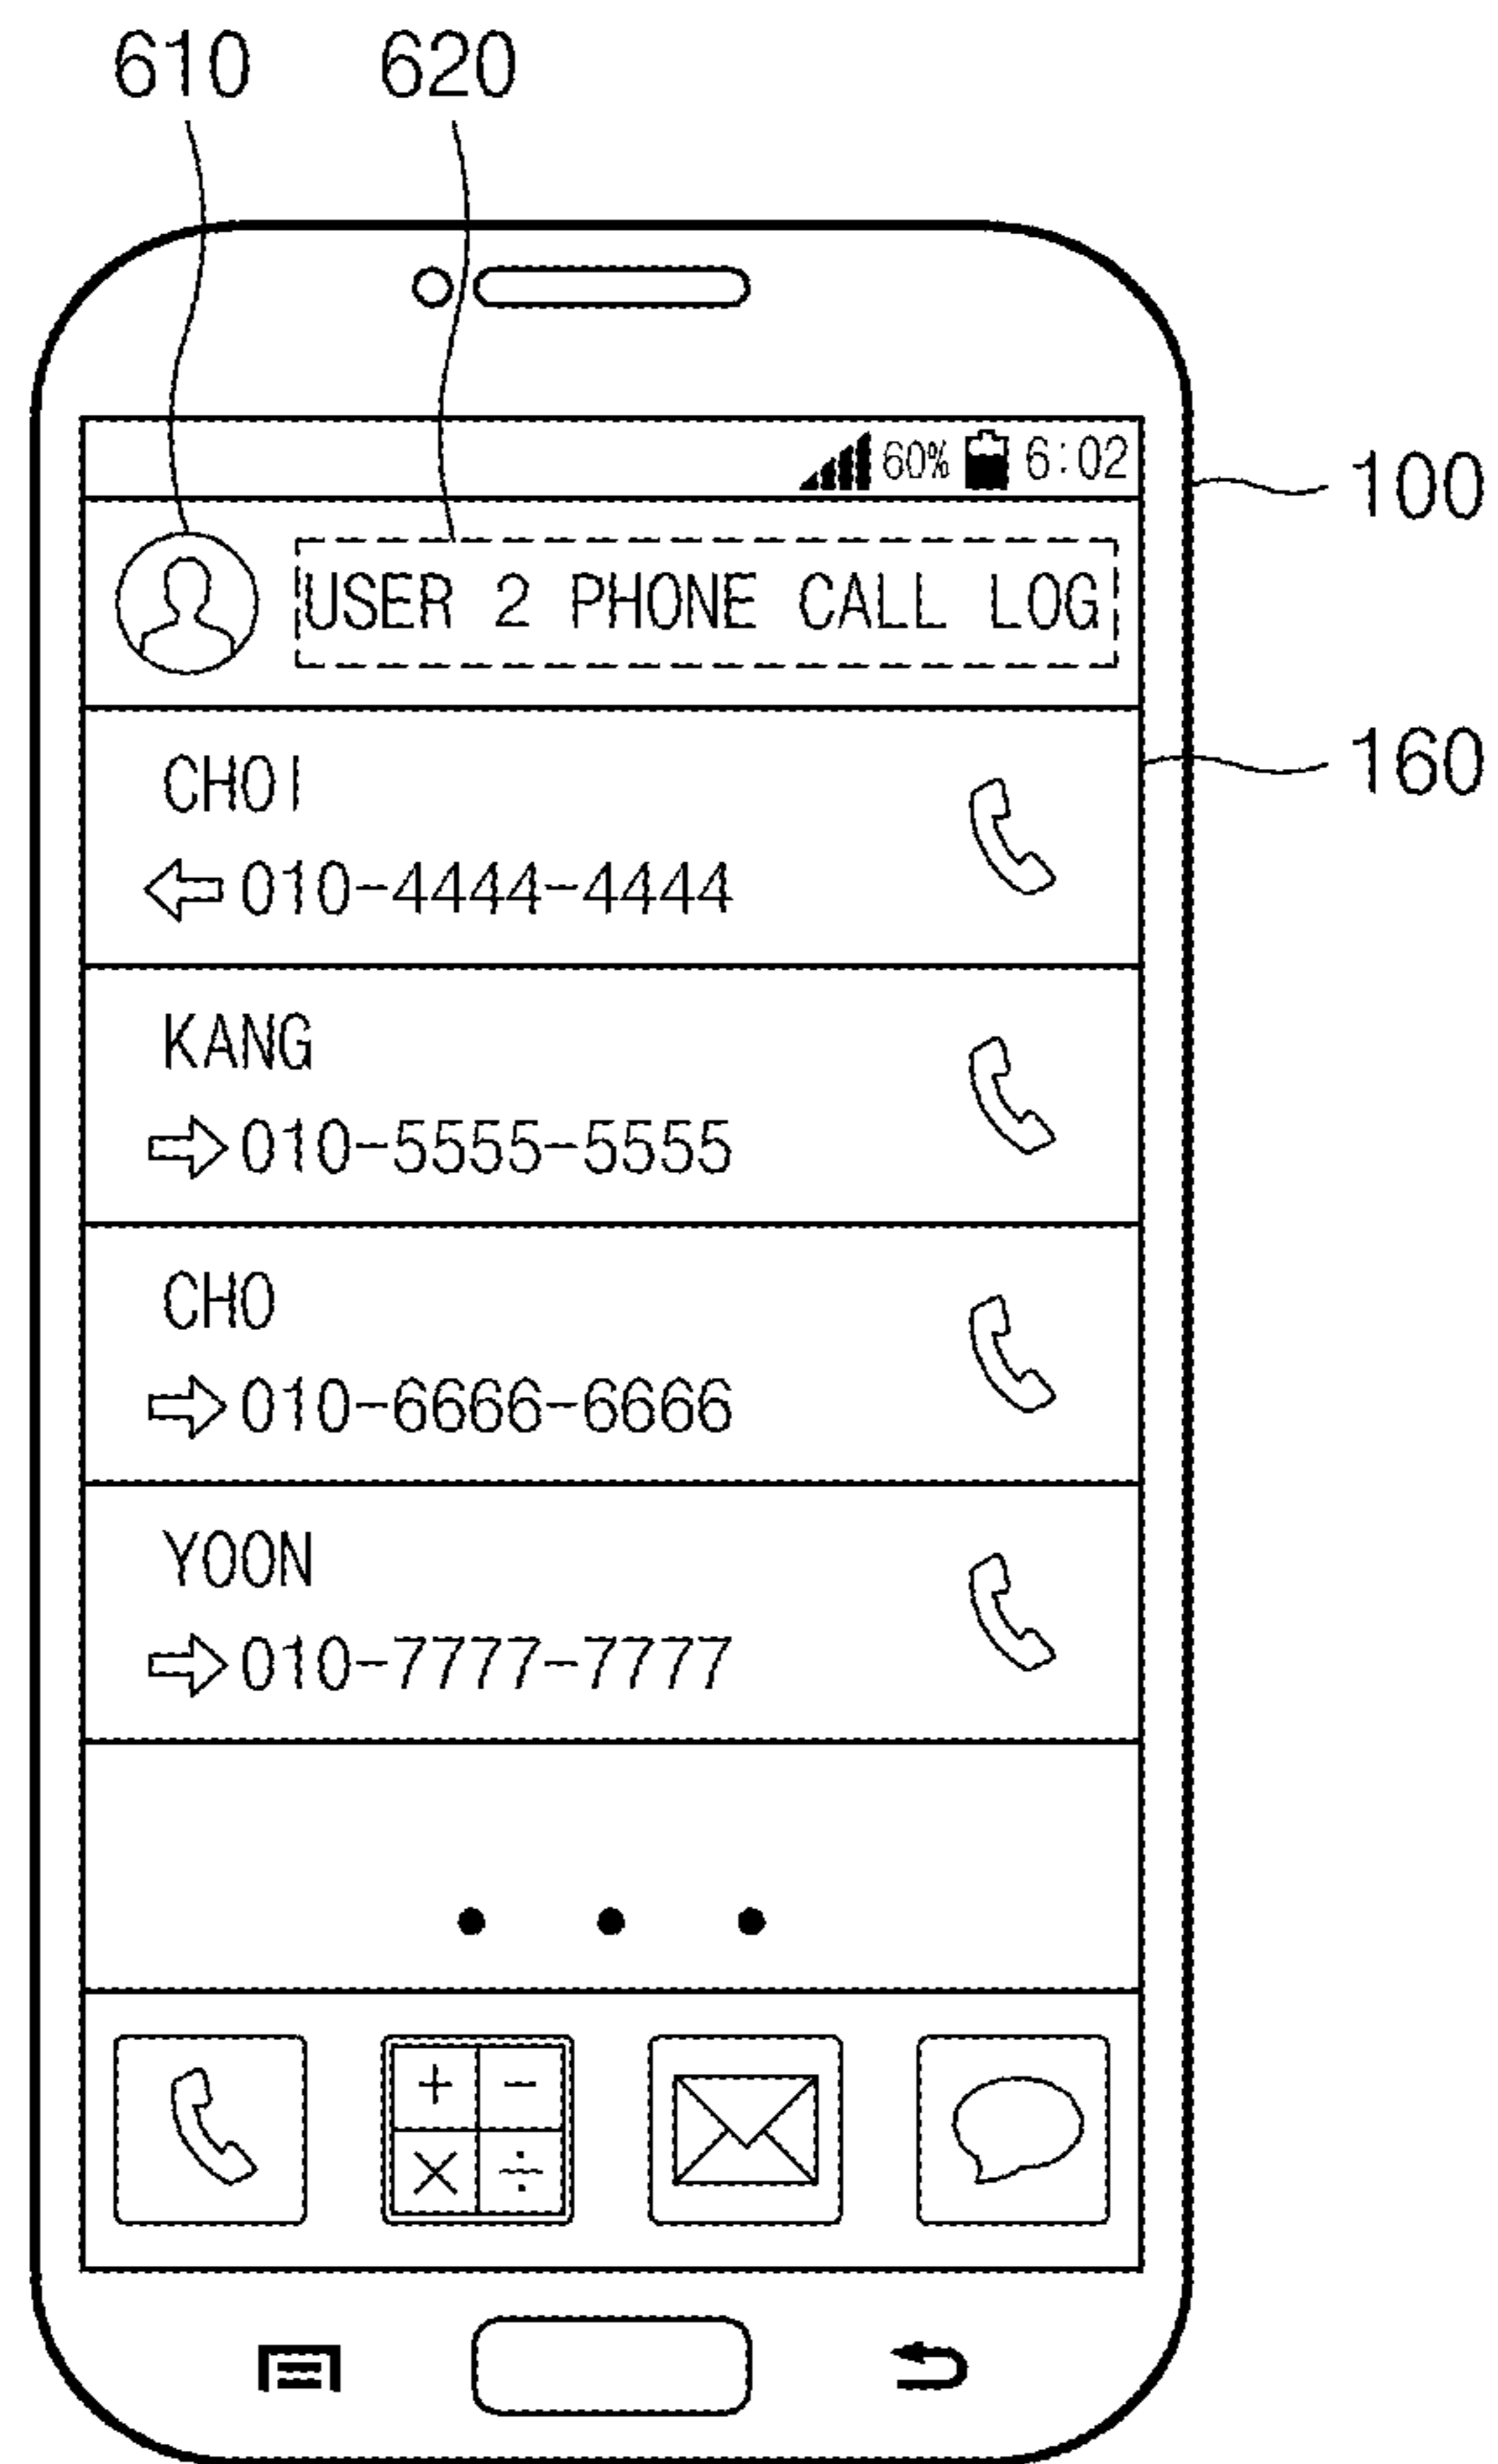 610 620
60% 6:02
100
USER 2 PHONE CALL LOG
160
CHOI
010-4444-4444
KANG
010-5555-5555
CHO
010-6666-6666
YOON
010-7777-7777
+ -
× ÷